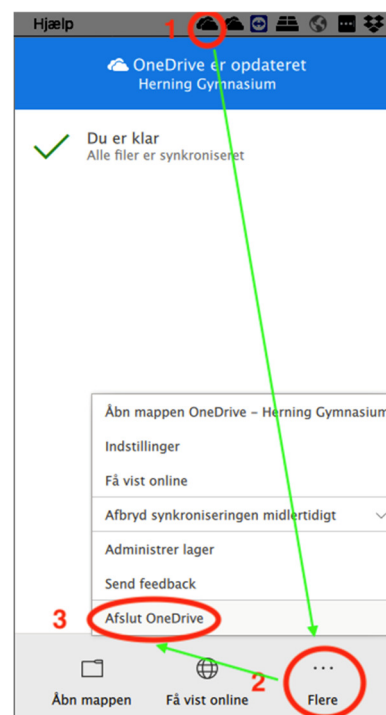 Hjælp
1
OneDrive er opdateret
Herning Gymnasium
Du er klar
Alle filer er synkroniseret
Åbn mappen OneDrive – Herning Gymnasium
Indstillinger
Få vist online
Afbryd synkroniseringen midlertidigt
Administrer lager
Send feedback
3 Afslut OneDrive
2
Åbn mappen Få vist online Flere